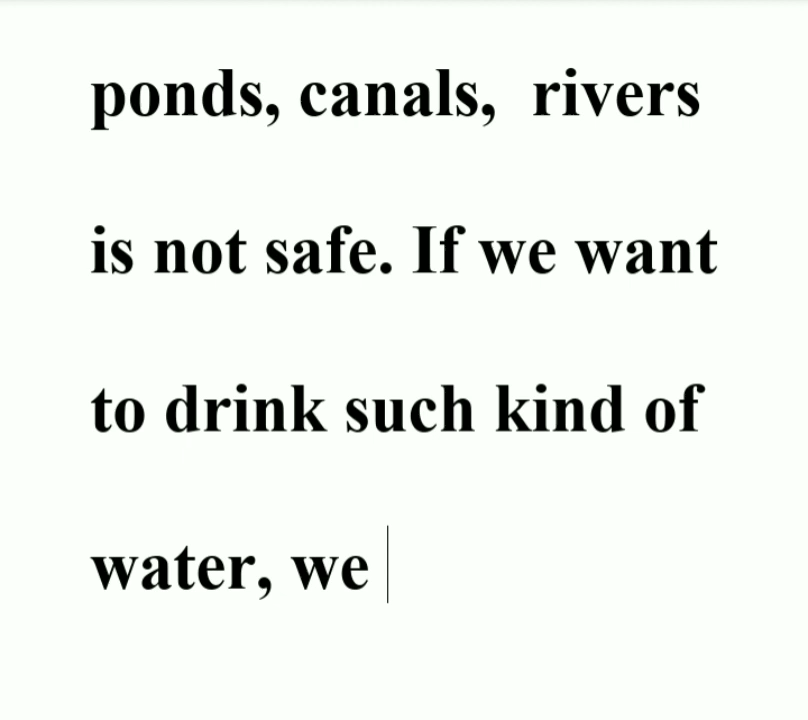 ponds, canals,  rivers
is not safe. If we want
to drink such kind of
water, we